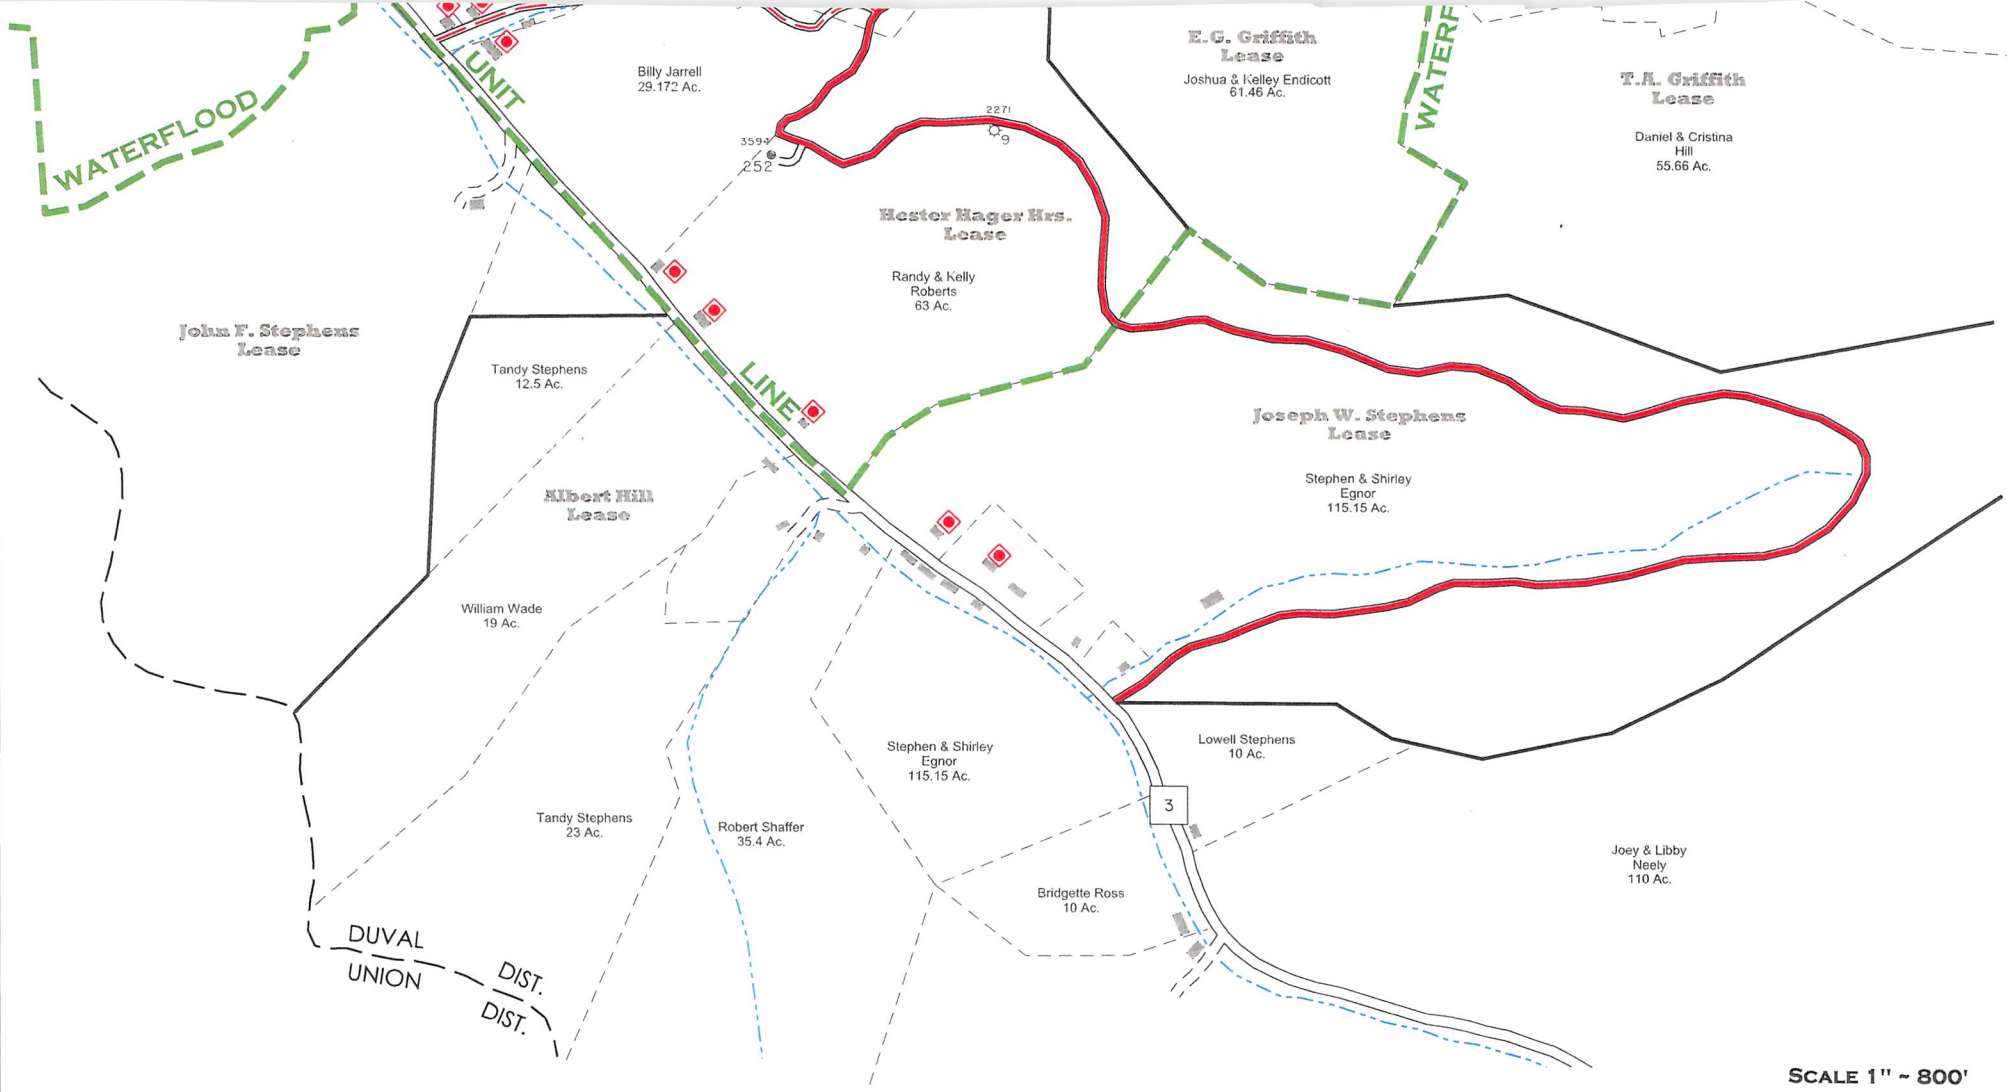 E.G. Griffith
Lease
Joshua & Kelley Endicott
61.46 Ac.
WATERF
T.A. Griffith
Lease
Daniel & Cristina
Hill
55.66 Ac.
Billy Jarrell
29.172 Ac.
UNIT
WATERFLOOD
2271
9
3594
252
Hester Hager Hrs.
Lease
Randy & Kelly
Roberts
63 Ac.
John F. Stephens
Lease
Tandy Stephens
12.5 Ac.
LINE
Joseph W. Stephens
Lease
Stephen & Shirley
Egnor
115.15 Ac.
Albert Hill
Lease
William Wade
19 Ac.
Stephen & Shirley
Egnor
115.15 Ac.
Lowell Stephens
10 Ac.
3
Tandy Stephens
23 Ac.
Robert Shaffer
35.4 Ac.
Joey & Libby
Neely
110 Ac.
Bridgette Ross
10 Ac.
DUVAL DIST.
UNION DIST.
SCALE 1" ~ 800'